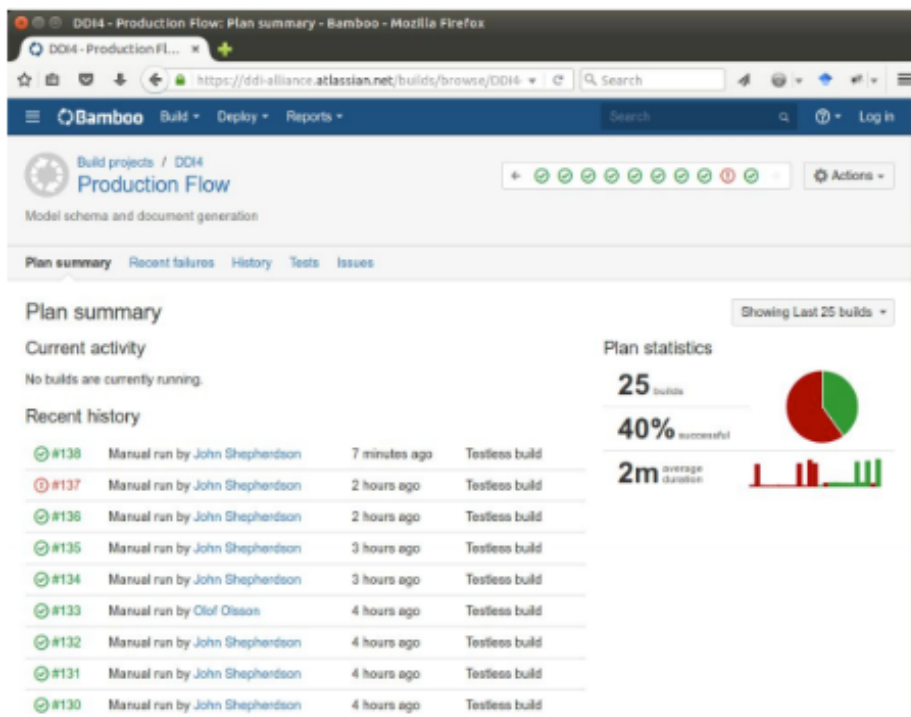 DDI4 - Production Flow: Plan summary - Bamboo - Mozilla Firefox
DDI4 - Production Fl... ×
https://ddi-alliance.atlassian.net/builds/browse/DDI4-
Search
Bamboo Build Deploy Reports Search Log in
Build projects / DDI4
Production Flow
Actions
Model schema and document generation
Plan summary Recent failures History Tests Issues
Plan summary
Showing Last 25 builds
Current activity
No builds are currently running.
Recent history
#138 Manual run by John Shepherdson 7 minutes ago Testless build
#137 Manual run by John Shepherdson 2 hours ago Testless build
#136 Manual run by John Shepherdson 2 hours ago Testless build
#135 Manual run by John Shepherdson 3 hours ago Testless build
#134 Manual run by John Shepherdson 3 hours ago Testless build
#133 Manual run by Olof Olsson 4 hours ago Testless build
#132 Manual run by John Shepherdson 4 hours ago Testless build
#131 Manual run by John Shepherdson 4 hours ago Testless build
#130 Manual run by John Shepherdson 4 hours ago Testless build
Plan statistics
25 builds
40% successful
2m average duration